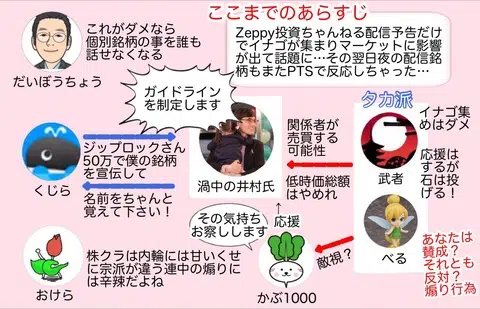 ここまでのあらすじ
Zeppy投資ちゃんねる配信予告だけ
でイナゴが集まりマーケットに影響
が出て話題に…その翌日夜の配信銘
柄もまたPTSで反応しちゃった…
これがダメなら
個別銘柄の事を誰も
話せなくなる
だいぼうちょう
ガイドライン
を制定します
タカ派
イナゴ集
めはダメ
応援は
するが
石は投
げる!
武者
関係者が
売買する
可能性
低時価総額
はやめれ
渦中の井村氏
ジップロックさん
50万で僕の銘柄
を宣伝して
くじら
名前をちゃんと
覚えて下さい!
その気持ち
お察しします
応援
べる
敵視?
かぶ1000
株クラは内輪には甘いくせ
に宗派が違う連中の煽りに
は辛辣だよね
おけら
あなたは
賛成?
それとも
反対?
煽り行為